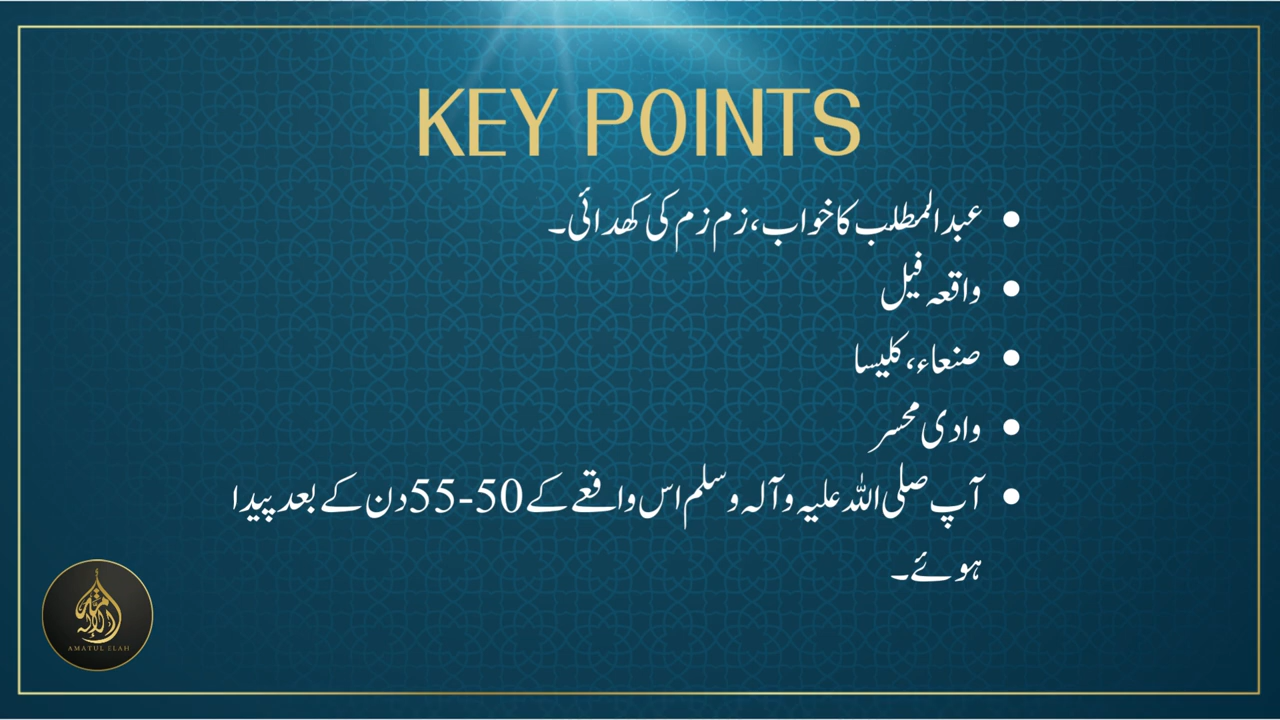 KEY POINTS
• عبدالمطلب کا خواب، زم زم کی کھدائی۔
• واقعہ فیل
• صنعاء، کلیسا
• وادی محسر
• آپ صلی اللہ علیہ وآلہ وسلم اس واقعے کے 50-55 دن کے بعد پیدا
ہوئے۔
AMATUL ELAH